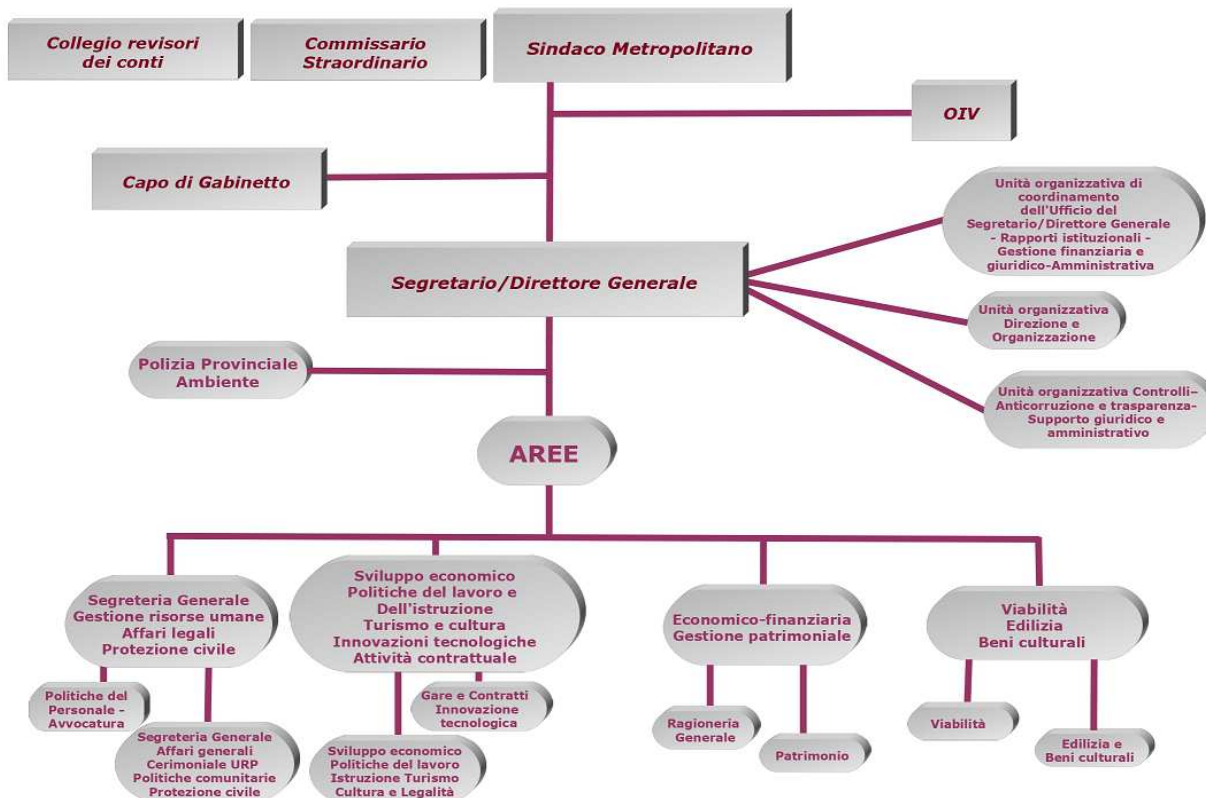 Collegio revisori
dei conti
Commissario
Straordinario
Sindaco Metropolitano
OIV
Capo di Gabinetto
Unità organizzativa di
coordinamento
dell'Ufficio del
Segretario/Direttore Generale
- Rapporti istituzionali -
Gestione finanziaria e
giuridico-Amministrativa
Segretario/Direttore Generale
Unità organizzativa
Direzione e
Organizzazione
Polizia Provinciale
Ambiente
Unità organizzativa Controlli-
Anticorruzione e trasparenza-
Supporto giuridico e
amministrativo
AREE
Segreteria Generale
Gestione risorse umane
Affari legali
Protezione civile
Sviluppo economico
Politiche del lavoro e
Dell'istruzione
Turismo e cultura
Innovazioni tecnologiche
Attività contrattuale
Economico-finanziaria
Gestione patrimoniale
Viabilità
Edilizia
Beni culturali
Politiche del
Personale -
Avvocatura
Segreteria Generale
Affari generali
Cerimoniale URP
Politiche comunitarie
Protezione civile
Sviluppo economico
Politiche del lavoro
Istruzione Turismo
Cultura e Legalità
Gare e Contratti
Innovazione
tecnologica
Ragioneria
Generale
Patrimonio
Viabilità
Edilizia e
Beni culturali